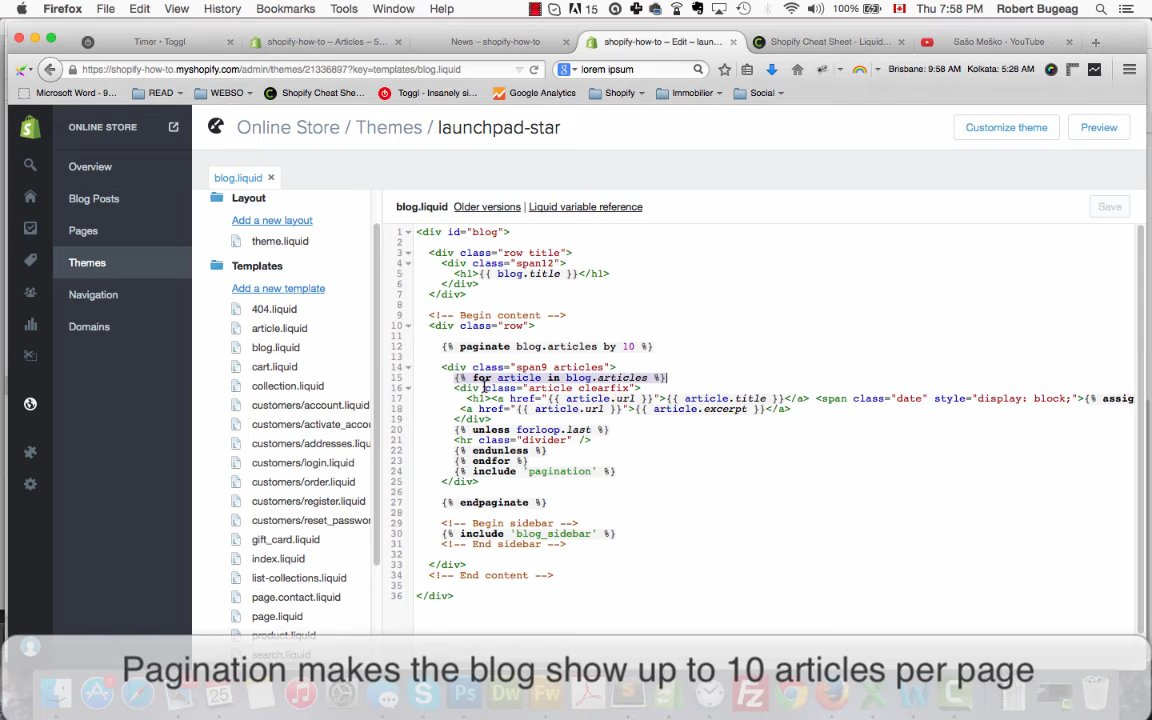 Firefox File Edit View History Bookmarks Tools Window Help 15 100% Thu 7:58 PM Robert Bugeag
Timer • Toggl × shopify-how-to ~ Articles ~ 5... × News – shopify-how-to × shopify-how-to ~ Edit ~ laun... × Shopify Cheat Sheet - Liquid... × Sašo Meško - YouTube × +
https://shopify-how-to.myshopify.com/admin/themes/21336897?key=templates/blog.liquid lorem ipsum Brisbane: 9:58 AM Kolkata: 5:28 AM
Microsoft Word - 9... READ WEBSO Shopify Cheat She... Toggl - Insanely si... Google Analytics Shopify Immobilier Social
ONLINE STORE
Overview
Blog Posts
Pages
Themes
Navigation
Domains
Online Store / Themes / launchpad-star
Customize theme Preview
blog.liquid ×
Layout
Add a new layout
theme.liquid
Templates
Add a new template
404.liquid
article.liquid
blog.liquid
cart.liquid
collection.liquid
customers/account.liquid
customers/activate_accou
customers/addresses.liqu
customers/login.liquid
customers/order.liquid
customers/register.liquid
customers/reset_passwor
gift_card.liquid
index.liquid
list-collections.liquid
page.contact.liquid
page.liquid
product.liquid
search.liquid
blog.liquid Older versions | Liquid variable reference Save
1 <div id="blog">
2
3 <div class="row title">
4 <div class="span12">
5 <h1>{{ blog.title }}</h1>
6 </div>
7 </div>
8
9 <!-- Begin content -->
10 <div class="row">
11
12 {% paginate blog.articles by 10 %}
13
14 <div class="span9 articles">
15 {% for article in blog.articles %}
16 <div class="article clearfix">
17 <h1><a href="{{ article.url }}">{{ article.title }}</a> <span class="date" style="display: block;">{% assig
18 <a href="{{ article.url }}">{{ article.excerpt }}</a>
19 </div>
20 {% unless forloop.last %}
21 <hr class="divider" />
22 {% endunless %}
23 {% endfor %}
24 {% include 'pagination' %}
25 </div>
26
27 {% endpaginate %}
28
29 <!-- Begin sidebar -->
30 {% include 'blog_sidebar' %}
31 <!-- End sidebar -->
32
33 </div>
34 <!-- End content -->
35
36 </div>
Pagination makes the blog show up to 10 articles per page